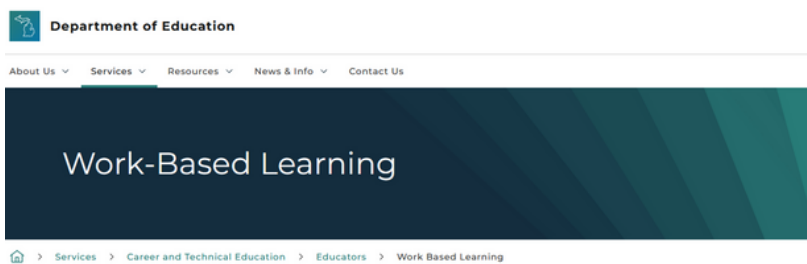 Department of Education
About Us Services Resources News & Info Contact Us
Work-Based Learning
Services > Career and Technical Education > Educators > Work Based Learning